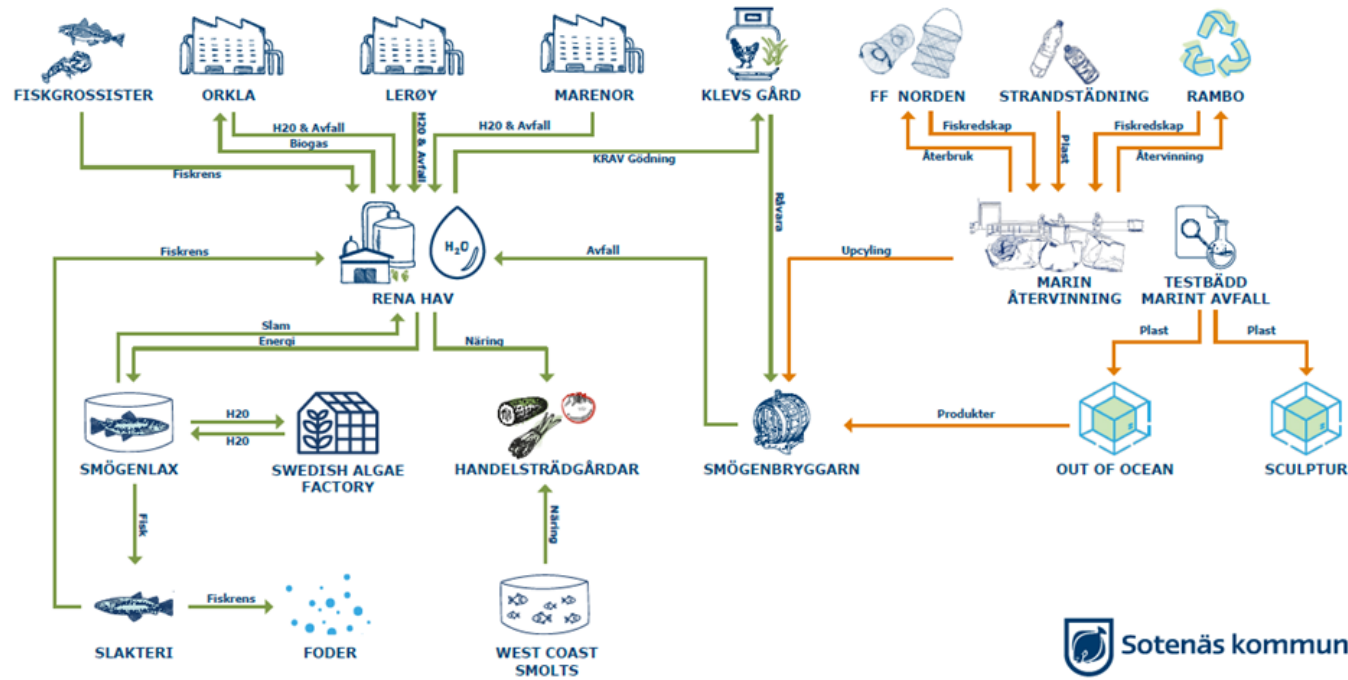 FISKGROSSISTER
ORKLA
LERØY
MARENOR
KLEVS GÅRD
FF NORDEN
STRANDSTÄDNING
RAMBO
H20 & Avfall
Biogas
H20 & Avfall
H20 & Avfall
Fiskrens
KRAV Gödning
Råvara
Fiskredskap
Återbruk
Plast
Fiskredskap
Återvinning
Fiskrens
H₂O
RENA HAV
Avfall
Upcyling
MARIN
ÅTERVINNING
TESTBÄDD
MARINT AVFALL
Slam
Energi
Näring
Plast
Plast
H20
H20
Produkter
SMÖGENLAX
SWEDISH ALGAE
FACTORY
HANDELSTRÄDGÅRDAR
SMÖGENBRYGGARN
OUT OF OCEAN
SCULPTUR
Fisk
Näring
Fiskrens
SLAKTERI
FODER
WEST COAST
SMOLTS
Sotenäs kommun